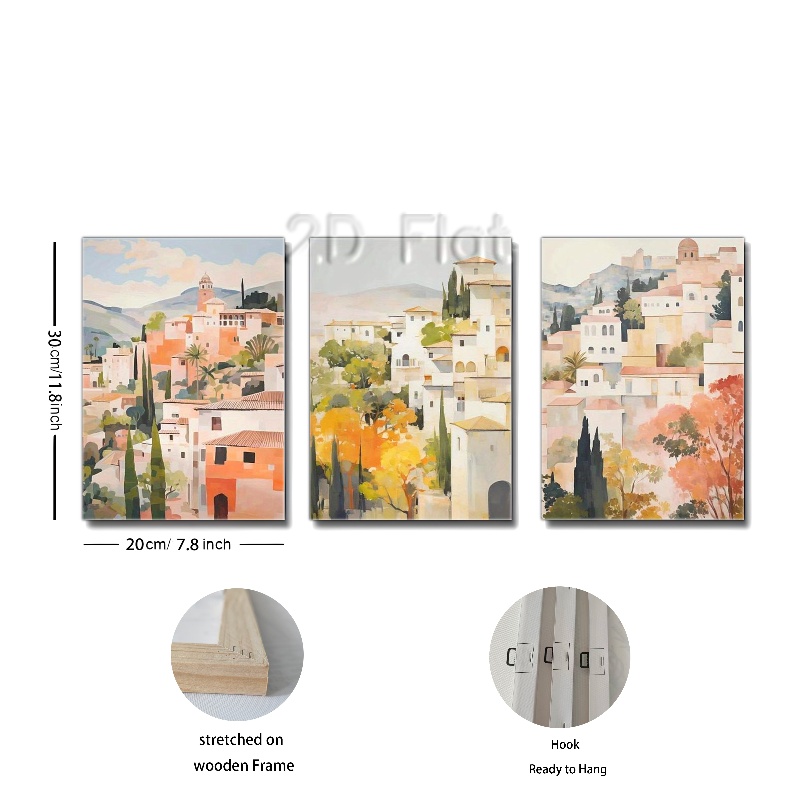 2D Flat
30cm/11.8inch
20cm/ 7.8 inch
stretched on
wooden Frame
Hook
Ready to Hang